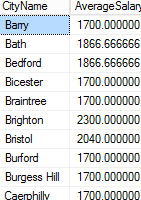 CityName AverageSalary
Barry 1700.000000
Bath 1866.666666
Bedford 1866.666666
Bicester 1700.000000
Braintree 1700.000000
Brighton 2300.000000
Bristol 2040.000000
Burford 1700.000000
Burgess Hill 1700.000000
Caerphilly 1700.000000